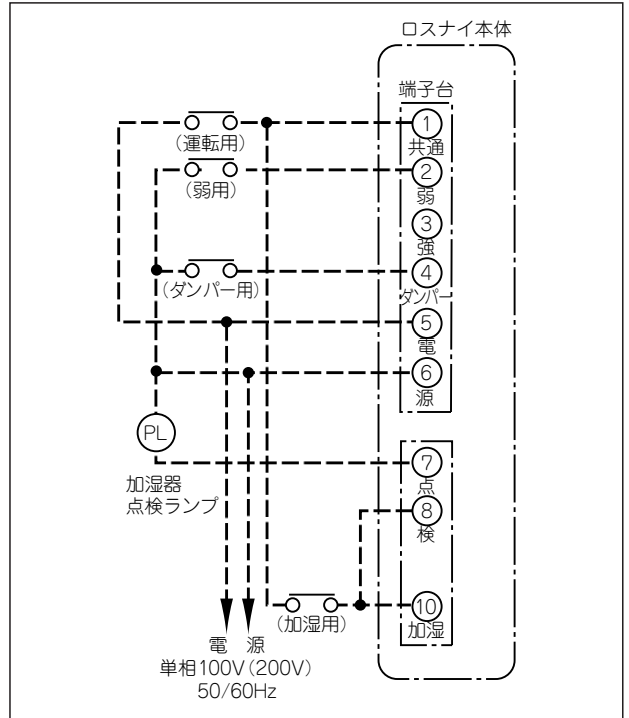 ロスナイ本体
端子台
(運転用)
① 共通
(弱用)
② 弱
③ 強
(ダンパー用)
④ ダンパー
⑤ 電
⑥ 源
PL
加湿器
点検ランプ
⑦ 点
⑧ 検
(加湿用)
⑩ 加湿
電 源
単相100V(200V)
50/60Hz